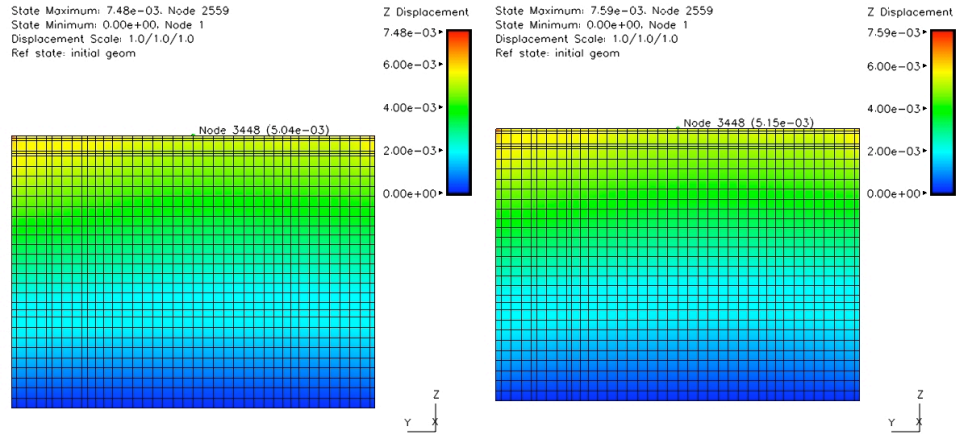 State Maximum: 7.48e-03, Node 2559
State Minimum: 0.00e+00, Node 1
Displacement Scale: 1.0/1.0/1.0
Ref state: initial geom
Z Displacement
7.48e-03
6.00e-03
4.00e-03
2.00e-03
0.00e+00
Node 3448 (5.04e-03)
Z
Y X
State Maximum: 7.59e-03, Node 2559
State Minimum: 0.00e+00, Node 1
Displacement Scale: 1.0/1.0/1.0
Ref state: initial geom
Z Displacement
7.59e-03
6.00e-03
4.00e-03
2.00e-03
0.00e+00
Node 3448 (5.15e-03)
Z
Y X